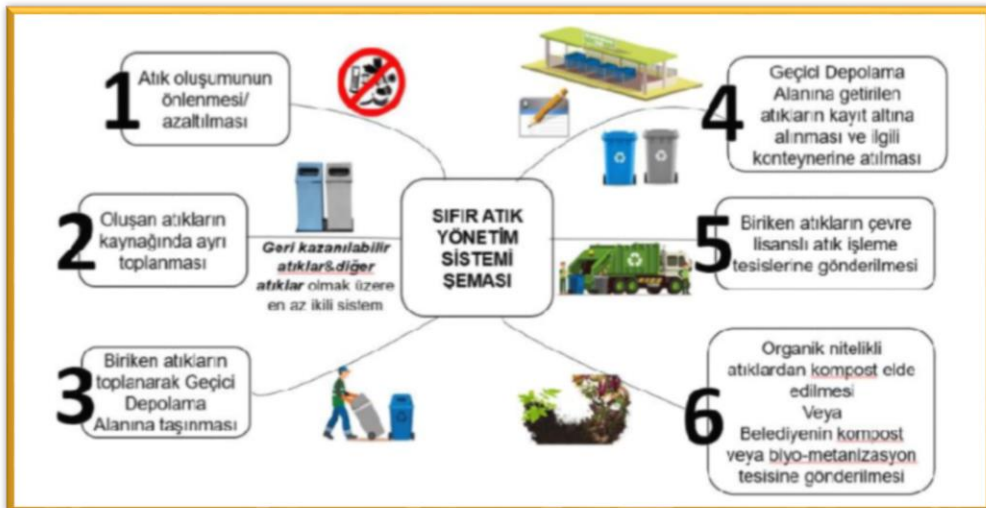 1
Atık oluşumunun
önlenmesi/
azaltılması
2
Oluşan atıkların
kaynağında ayrı
toplanması
Geri kazanılabilir
atıklar&diğer
atıklar olmak üzere
en az ikili sistem
3
Biriken atıkların
toplanarak Geçici
Depolama
Alanına taşınması
SIFIR ATIK
YÖNETİM
SİSTEMİ
ŞEMASI
4
Geçici Depolama
Alanına getirilen
atıkların kayıt altına
alınması ve ilgili
konteynerine atılması
5
Biriken atıkların çevre
lisanslı atık işleme
tesislerine gönderilmesi
6
Organik nitelikli
atıklardan kompost elde
edilmesi
Veya
Belediyenin kompost
veya biyo-metanizasyon
tesisine gönderilmesi